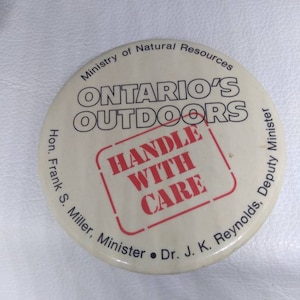 Ministry of Natural Resources
ONTARIO'S
OUTDOORS
HANDLE
WITH
CARE
Hon. Frank S. Miller, Minister • Dr. J. K. Reynolds, Deputy Minister